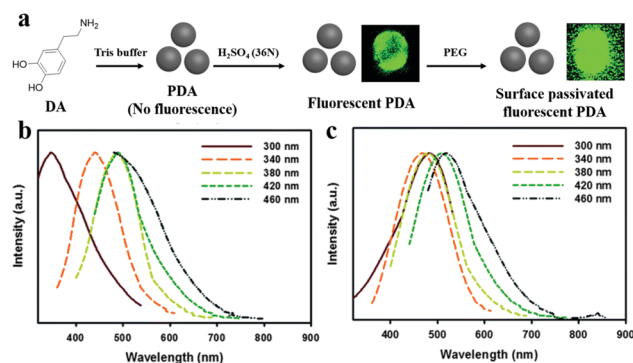 a
NH₂
HO
OH
DA
Tris buffer
PDA
(No fluorescence)
H₂SO₄ (36N)
Fluorescent PDA
PEG
Surface passivated
fluorescent PDA
b
Intensity (a.u.)
300 nm
340 nm
380 nm
420 nm
460 nm
400 500 600 700 800 900
Wavelength (nm)
c
Intensity (a.u.)
300 nm
340 nm
380 nm
420 nm
460 nm
400 500 600 700 800 900
Wavelength (nm)